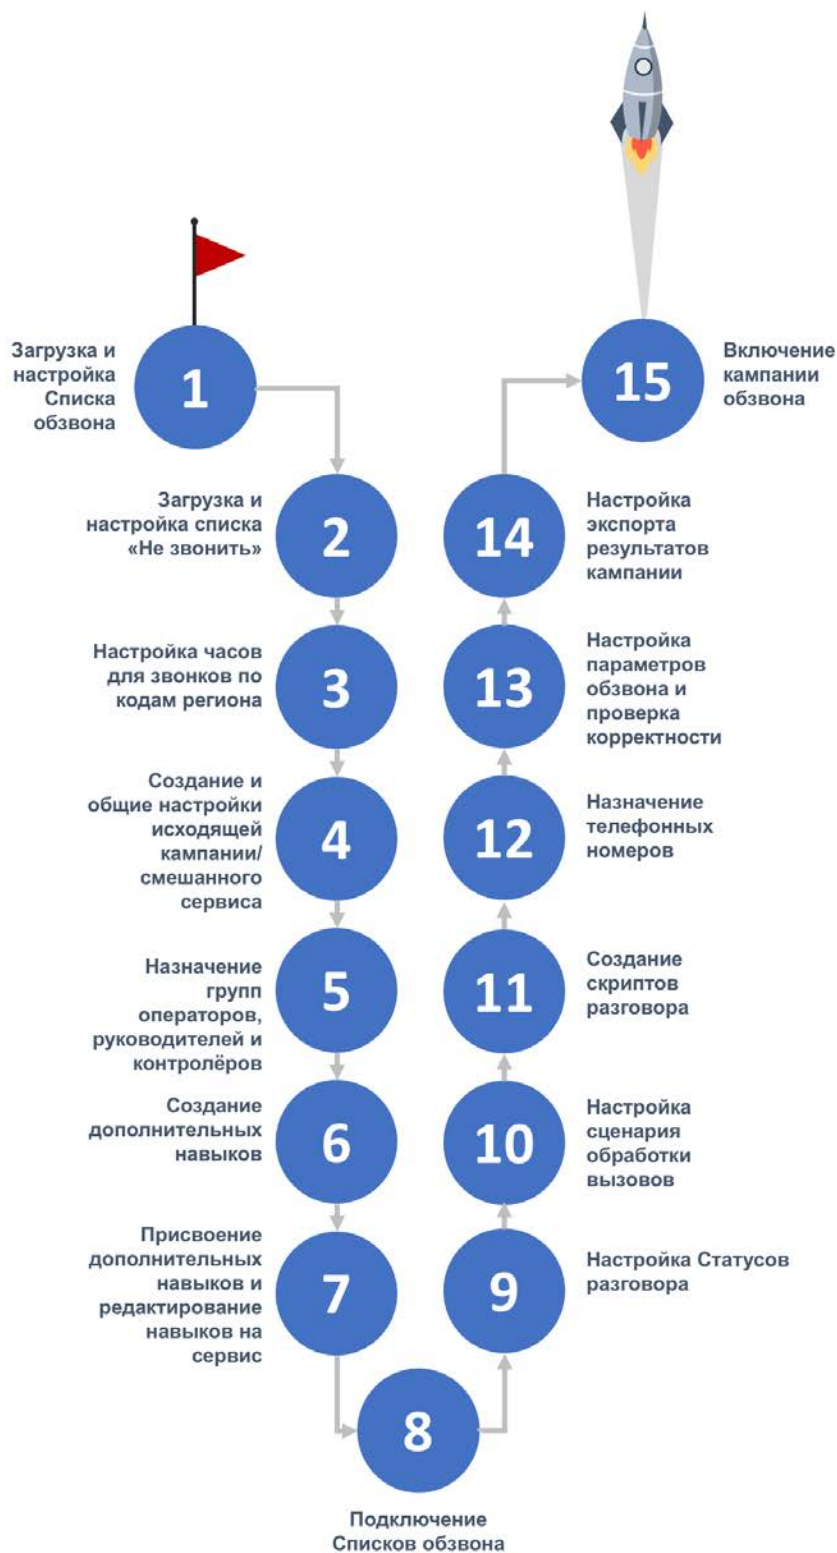 1
Загрузка и
настройка
Списка
обзвона
2
Загрузка и
настройка списка
«Не звонить»
3
Настройка часов
для звонков по
кодам региона
4
Создание и
общие настройки
исходящей
кампании/
смешанного
сервиса
5
Назначение
групп
операторов,
руководителей и
контролёров
6
Создание
дополнительных
навыков
7
Присвоение
дополнительных
навыков и
редактирование
навыков на
сервис
8
Подключение
Списков обзвона
9
Настройка Статусов
разговора
10
Настройка
сценария
обработки
вызовов
11
Создание
скриптов
разговора
12
Назначение
телефонных
номеров
13
Настройка
параметров
обзвона и
проверка
корректности
14
Настройка
экспорта
результатов
кампании
15
Включение
кампании
обзвона